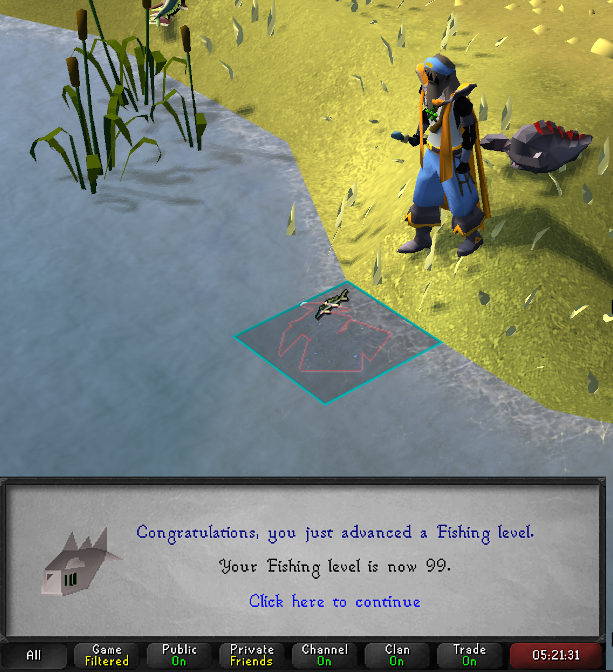 Congratulations, you just advanced a Fishing level.
Your Fishing level is now 99.
Click here to continue
All
Game
Filtered
Public
On
Private
Friends
Channel
On
Clan
On
Trade
On
05:21:31